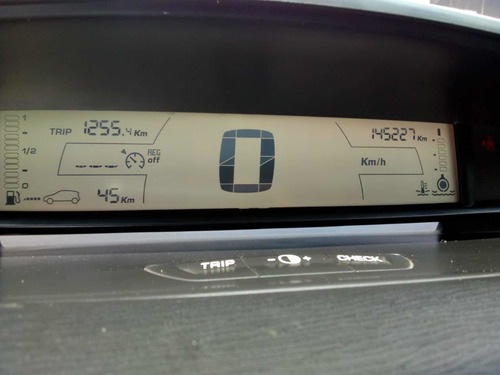 1
TRIP 1255.4 Km
145227 Km
1/2
--.-- REG off
Km/h
0
45 Km
0
TRIP - + CHECK